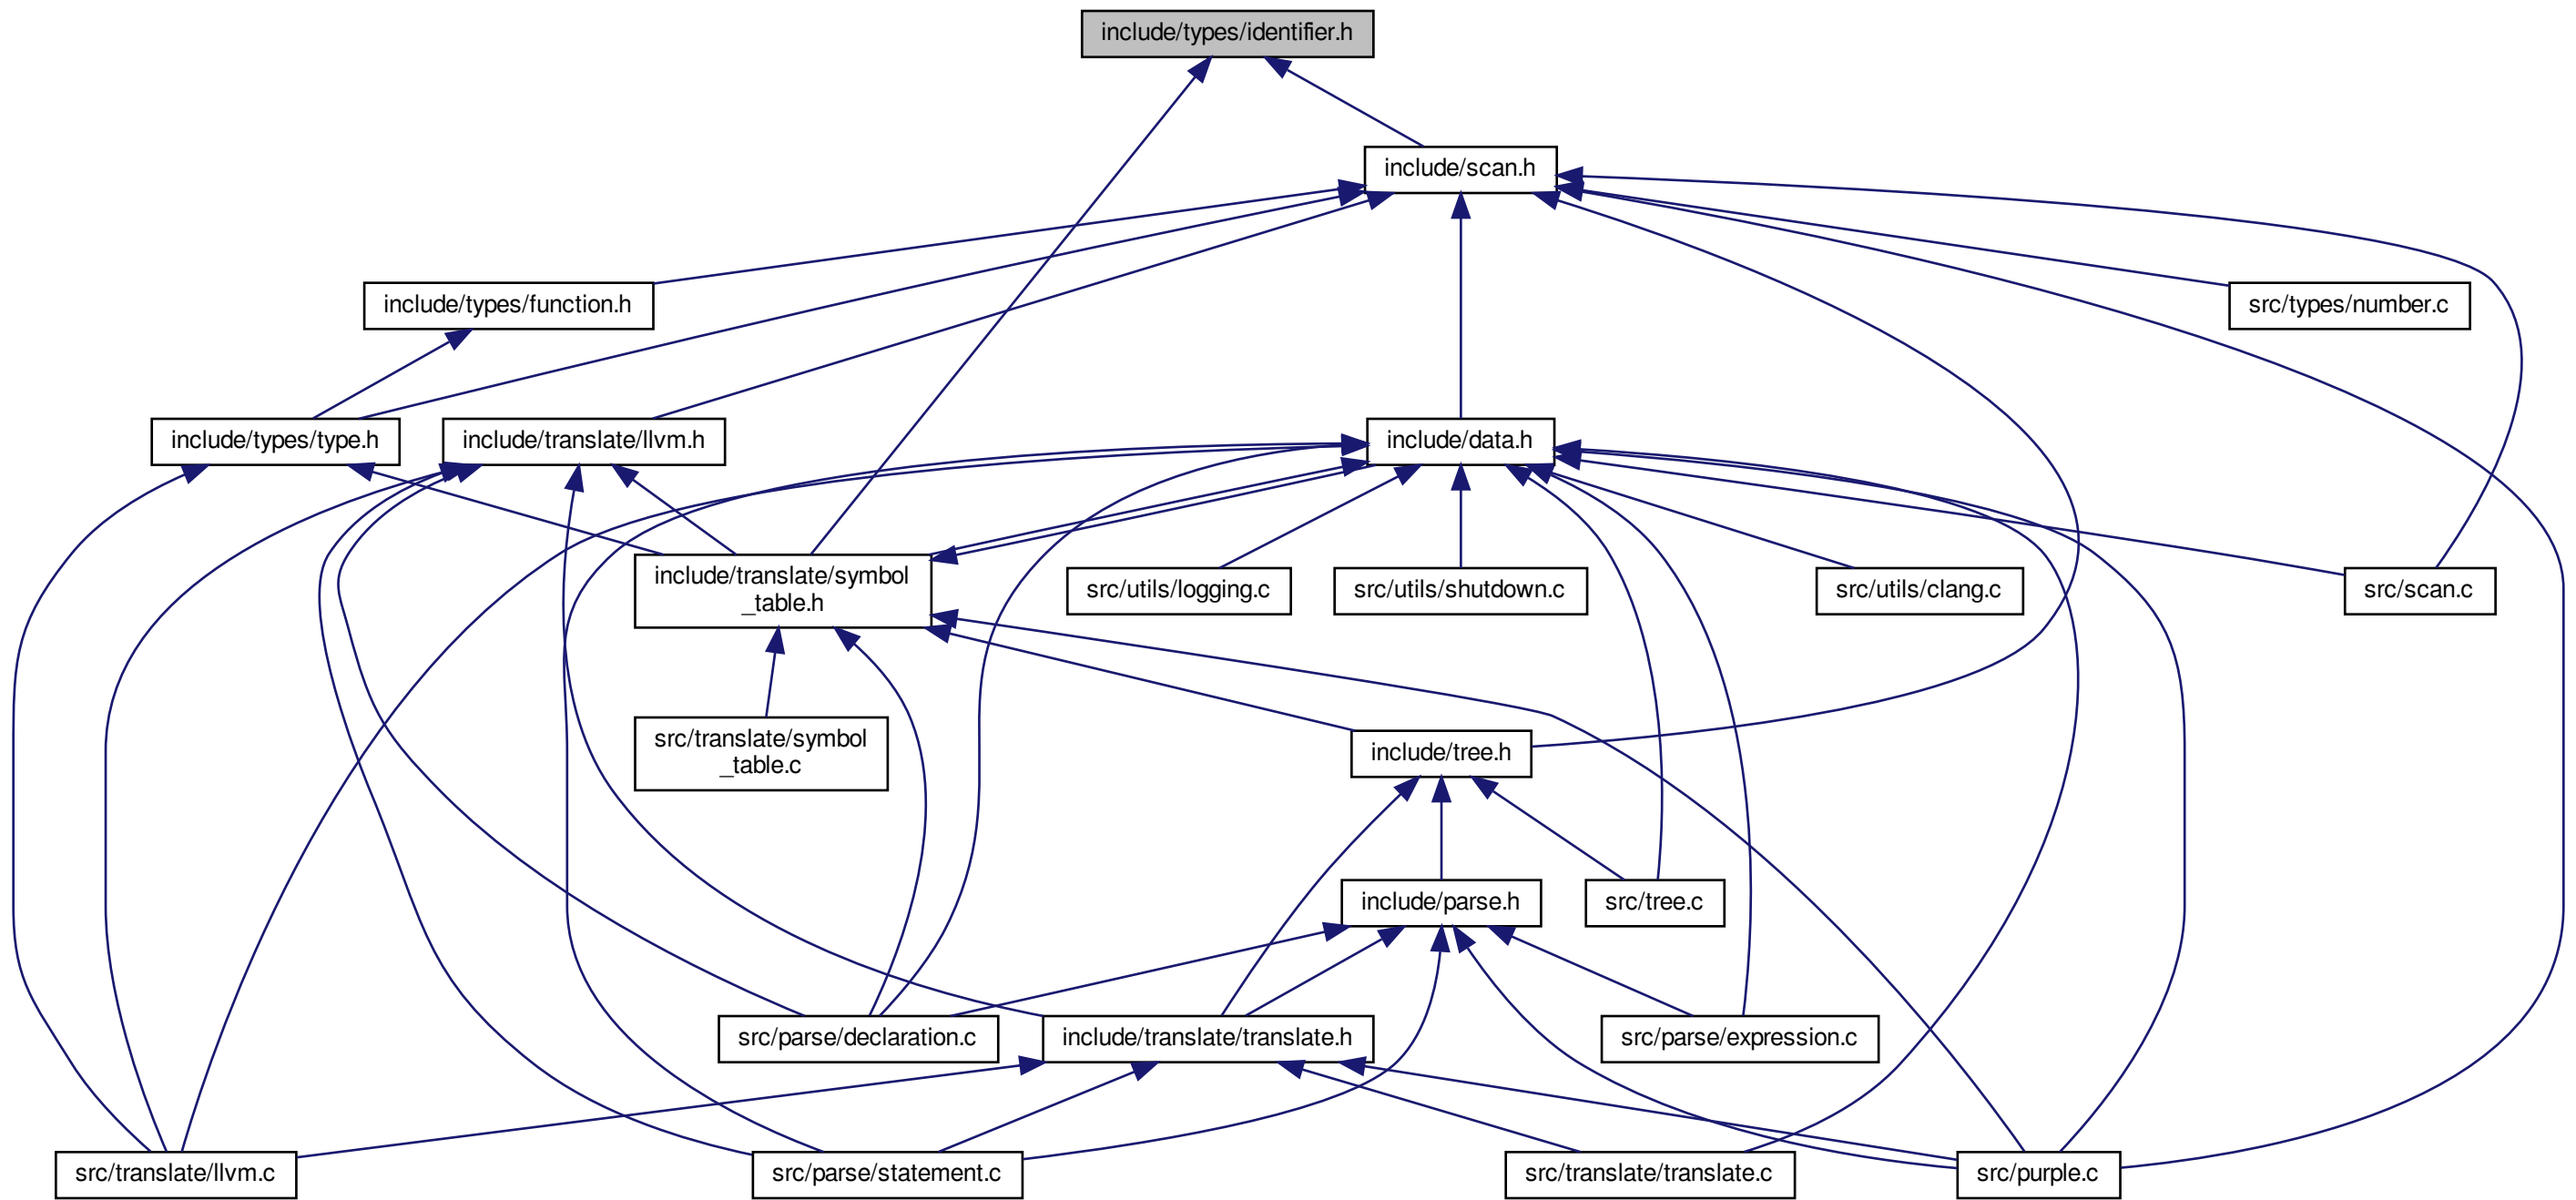 include/types/identifier.h
include/scan.h
include/types/function.h
src/types/number.c
include/types/type.h
include/translate/llvm.h
include/data.h
include/translate/symbol
_table.h
src/utils/logging.c
src/utils/shutdown.c
src/utils/clang.c
src/scan.c
src/translate/symbol
_table.c
include/tree.h
include/parse.h
src/tree.c
src/parse/declaration.c
include/translate/translate.h
src/parse/expression.c
src/translate/llvm.c
src/parse/statement.c
src/translate/translate.c
src/purple.c